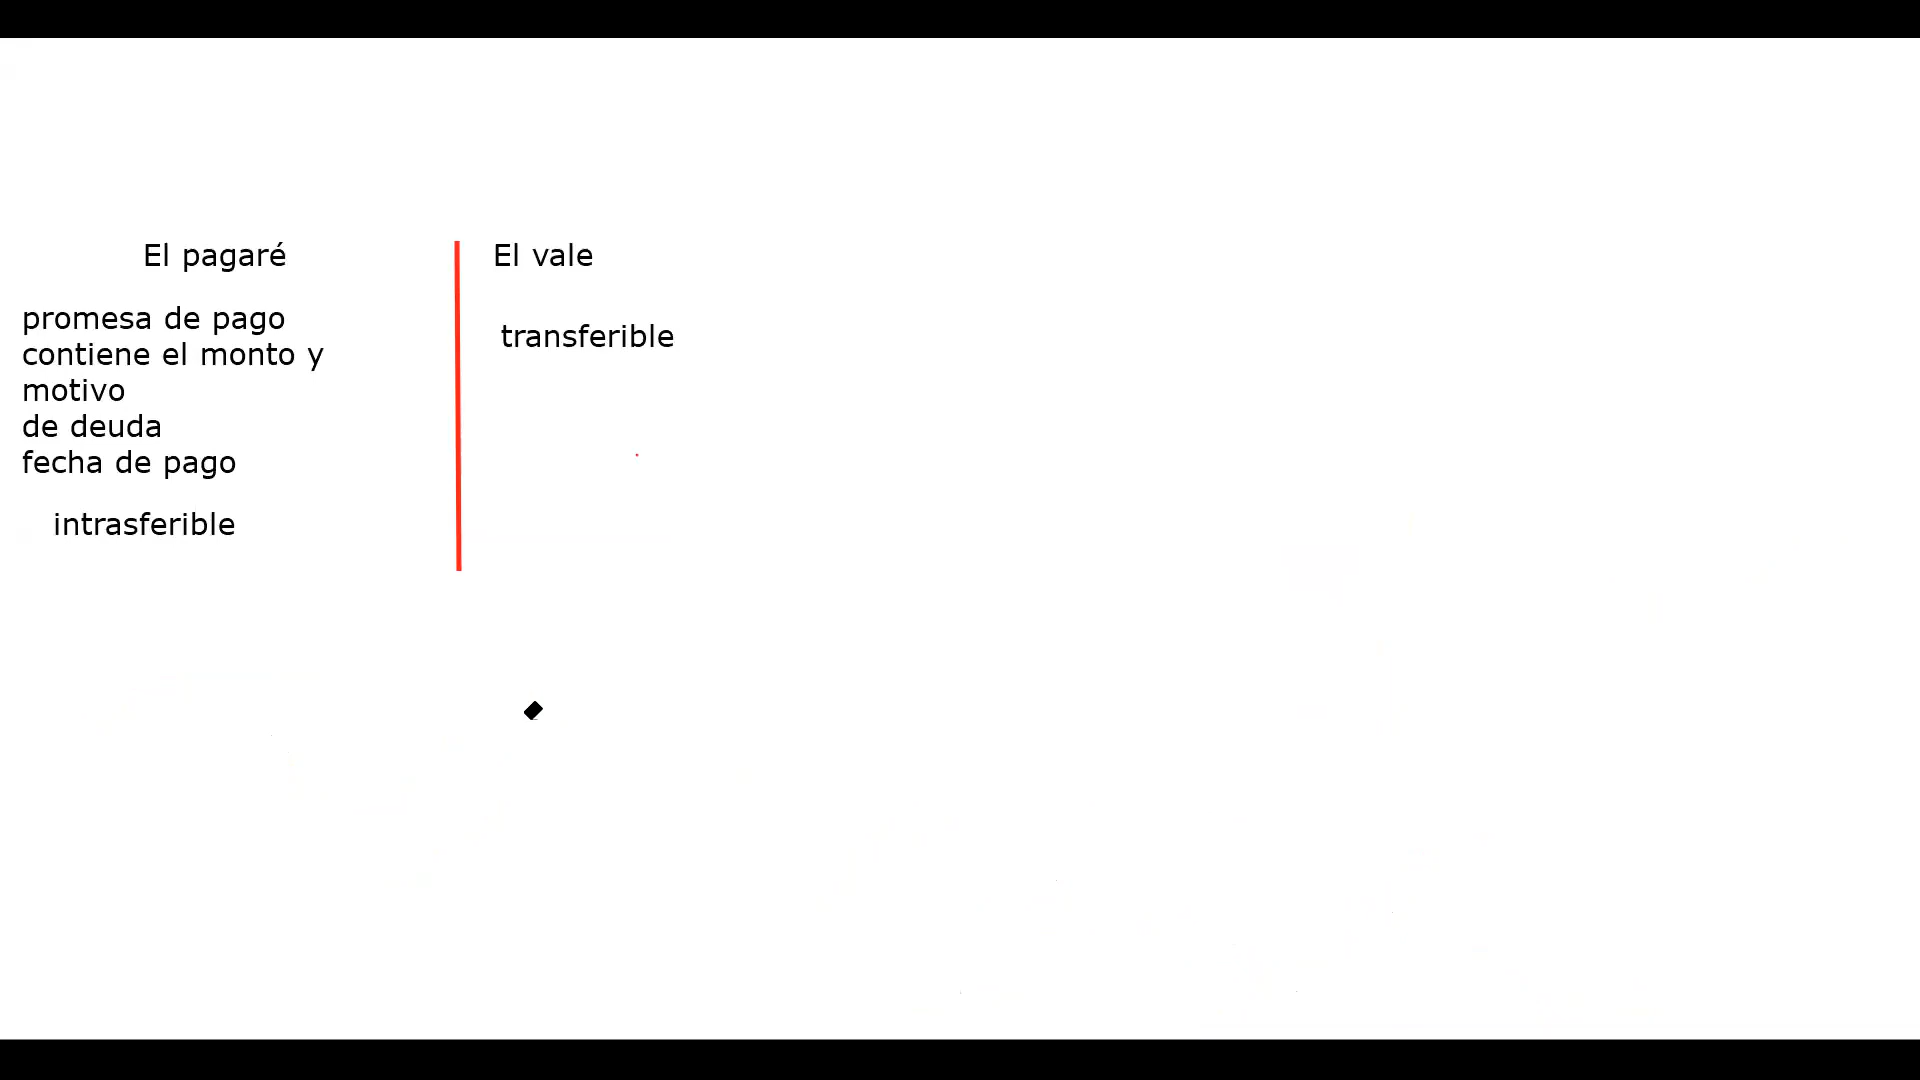 El pagaré
promesa de pago
contiene el monto y
motivo
de deuda
fecha de pago
intrasferible
El vale
transferible